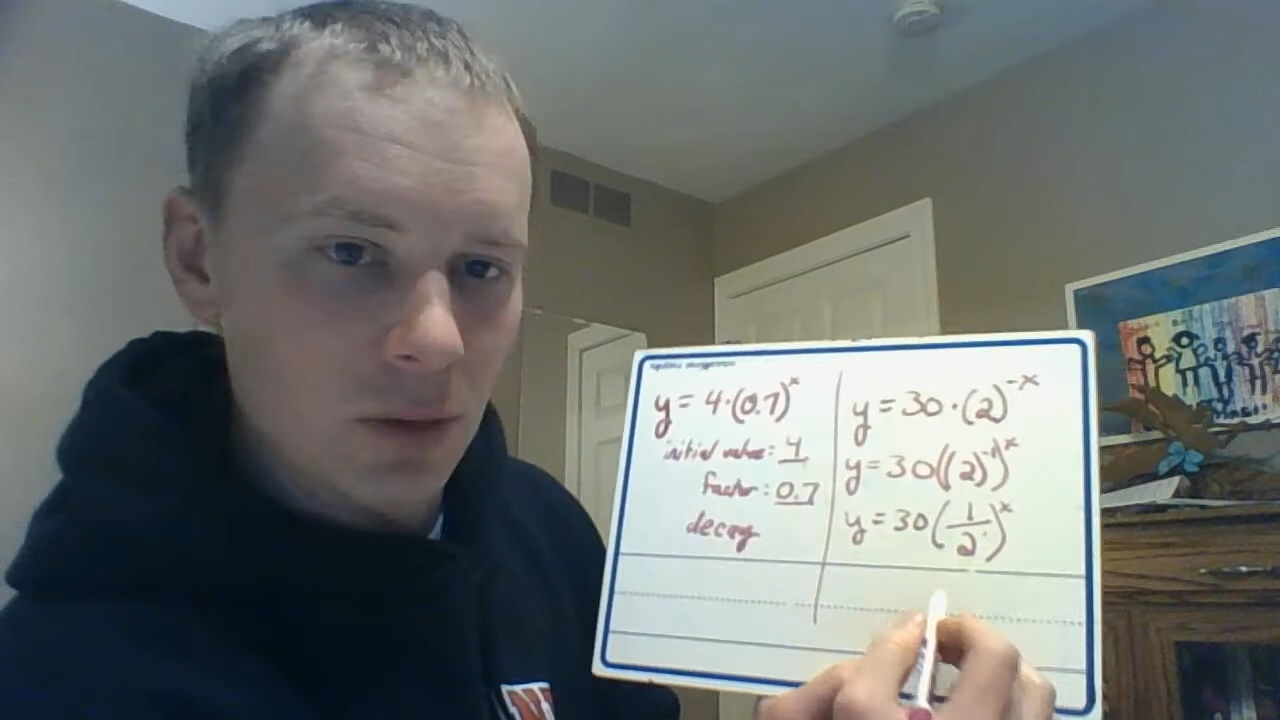 y = 4·(0.7)ˣ
initial value: 4
factor: 0.7
decay
y = 30·(2)⁻ˣ
y = 30((2)⁻¹)ˣ
y = 30(1/2)ˣ